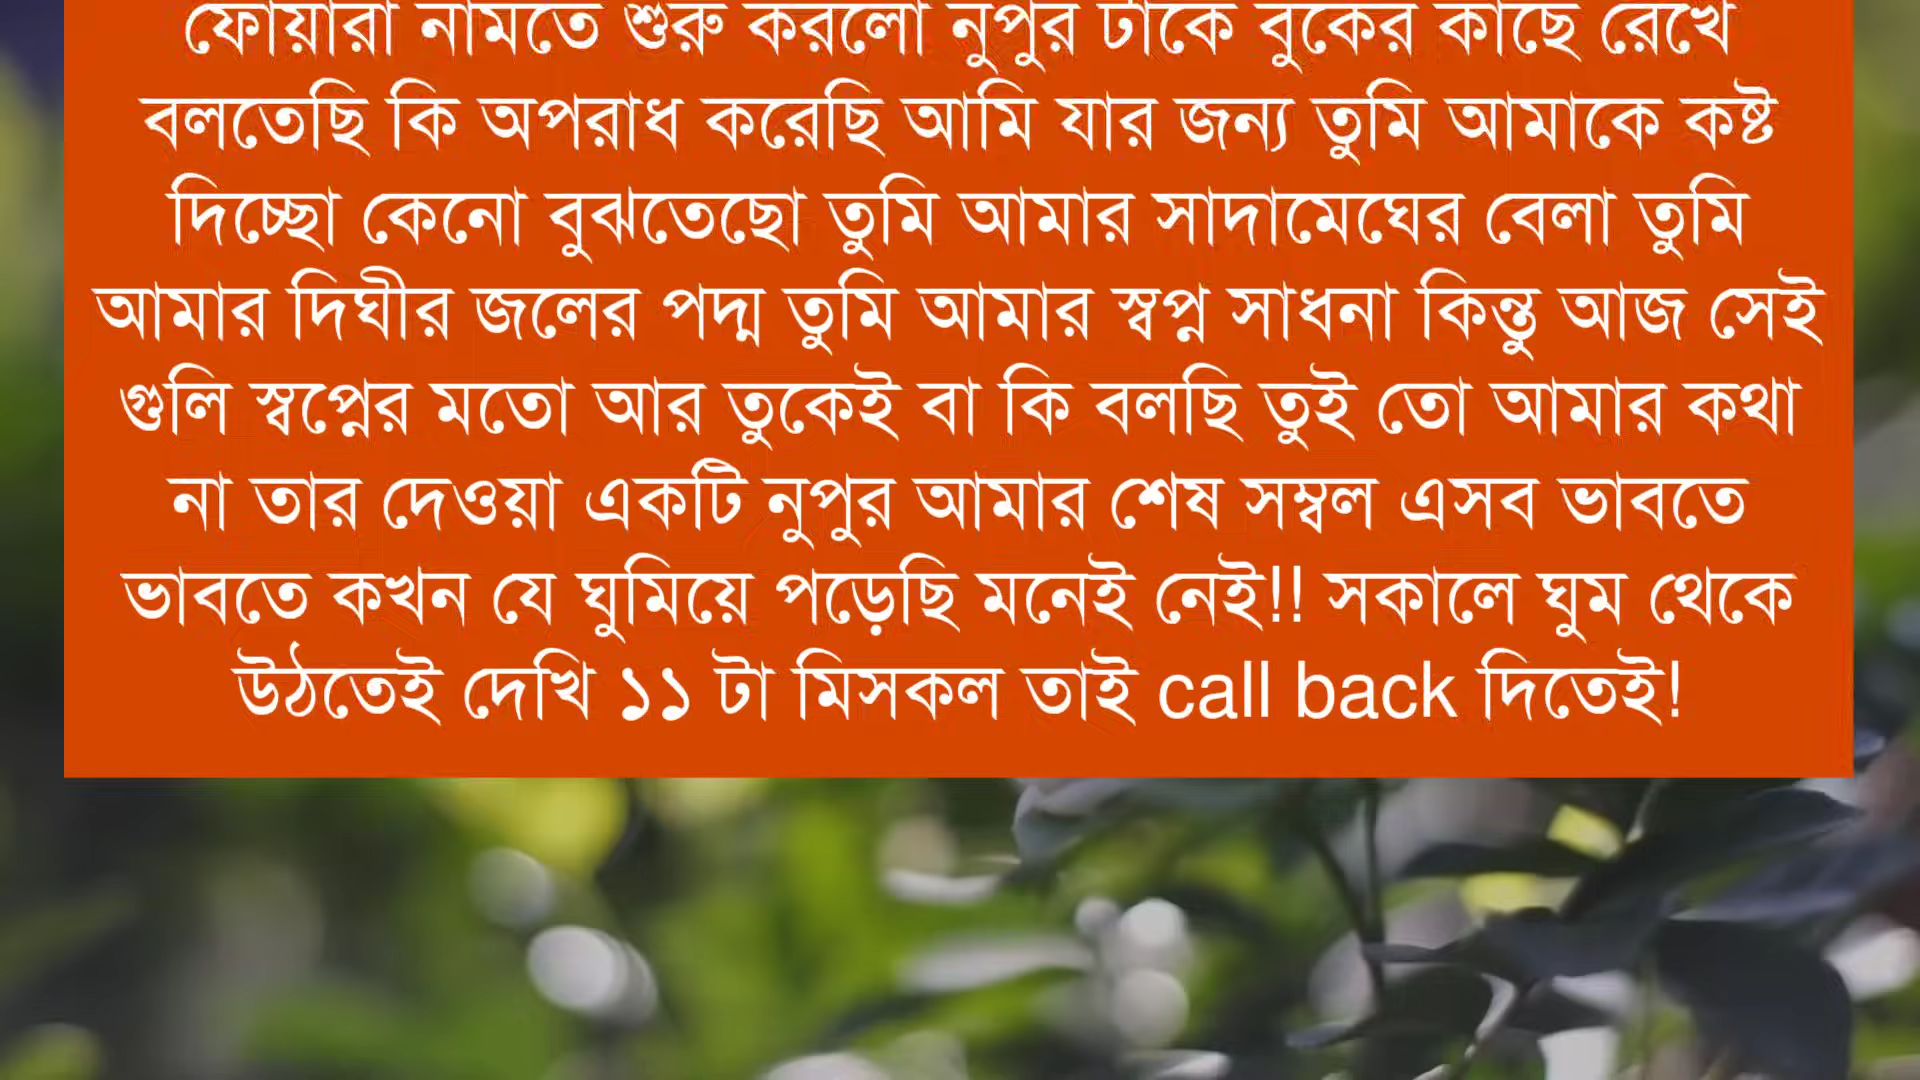 ফোয়ারা নামতে শুরু করলো নুপুর টাকে বুকের কাছে রেখে
বলতেছি কি অপরাধ করেছি আমি যার জন্য তুমি আমাকে কষ্ট
দিচ্ছো কেনো বুঝতেছো তুমি আমার সাদামেঘের বেলা তুমি
আমার দিঘীর জলের পদ্ম তুমি আমার স্বপ্ন সাধনা কিন্তু আজ সেই
গুলি স্বপ্নের মতো আর তুকেই বা কি বলছি তুই তো আমার কথা
না তার দেওয়া একটি নুপুর আমার শেষ সম্বল এসব ভাবতে
ভাবতে কখন যে ঘুমিয়ে পড়েছি মনেই নেই!! সকালে ঘুম থেকে
উঠতেই দেখি ১১ টা মিসকল তাই call back দিতেই!